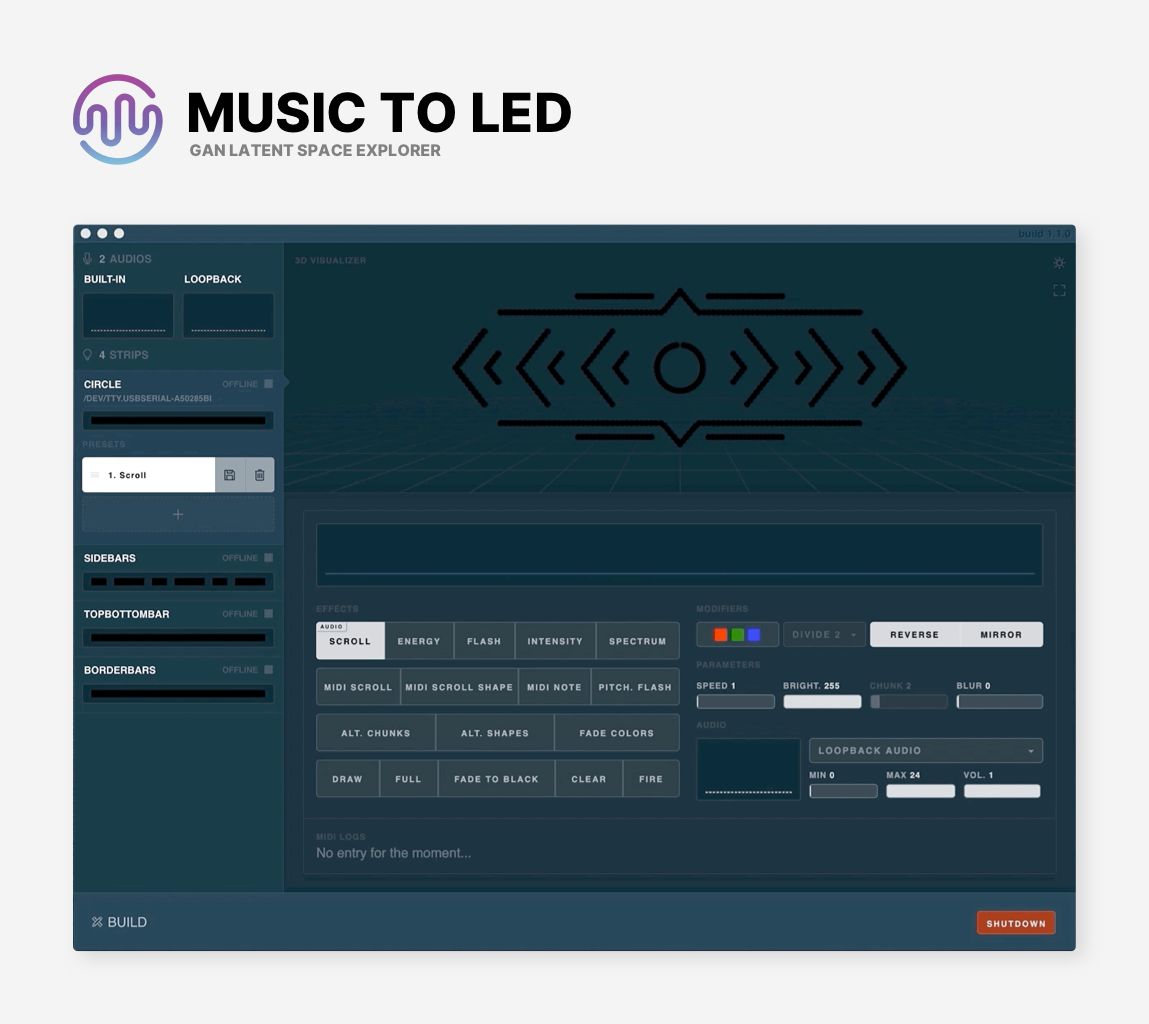 MUSIC TO LED
GAN LATENT SPACE EXPLORER
build 1.1.0
2 AUDIOS
BUILT-IN
LOOPBACK
4 STRIPS
CIRCLE
OFFLINE
/DEV/TTY.USBSERIAL-A50285BI
PRESETS
1. Scroll
+
SIDEBARS
OFFLINE
TOPBOTTOMBAR
OFFLINE
BORDERBARS
OFFLINE
3D VISUALIZER
EFFECTS
AUDIO
SCROLL
ENERGY
FLASH
INTENSITY
SPECTRUM
MIDI SCROLL
MIDI SCROLL SHAPE
MIDI NOTE
PITCH. FLASH
ALT. CHUNKS
ALT. SHAPES
FADE COLORS
DRAW
FULL
FADE TO BLACK
CLEAR
FIRE
MODIFIERS
DIVIDE 2
REVERSE
MIRROR
PARAMETERS
SPEED 1
BRIGHT. 255
CHUNK 2
BLUR 0
AUDIO
LOOPBACK AUDIO
MIN 0
MAX 24
VOL. 1
MIDI LOGS
No entry for the moment...
BUILD
SHUTDOWN